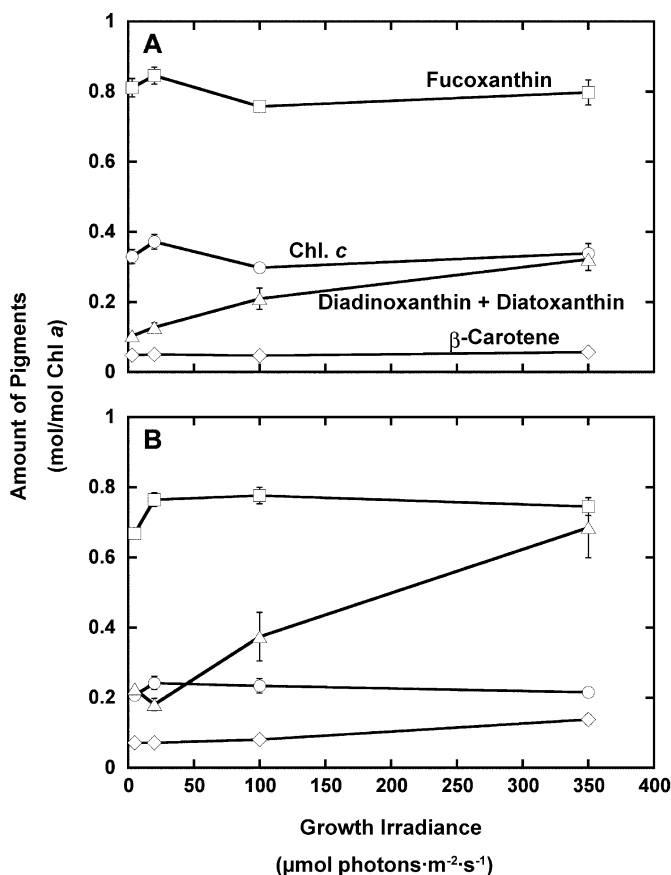 1
A
Fucoxanthin
0.8
0.6
0.4
Chl. c
0.2
Diadinoxanthin + Diatoxanthin
β-Carotene
0
Amount of Pigments
(mol/mol Chl a)
1
B
0.8
0.6
0.4
0.2
0
0 50 100 150 200 250 300 350 400
Growth Irradiance
(μmol photons·m⁻²·s⁻¹)